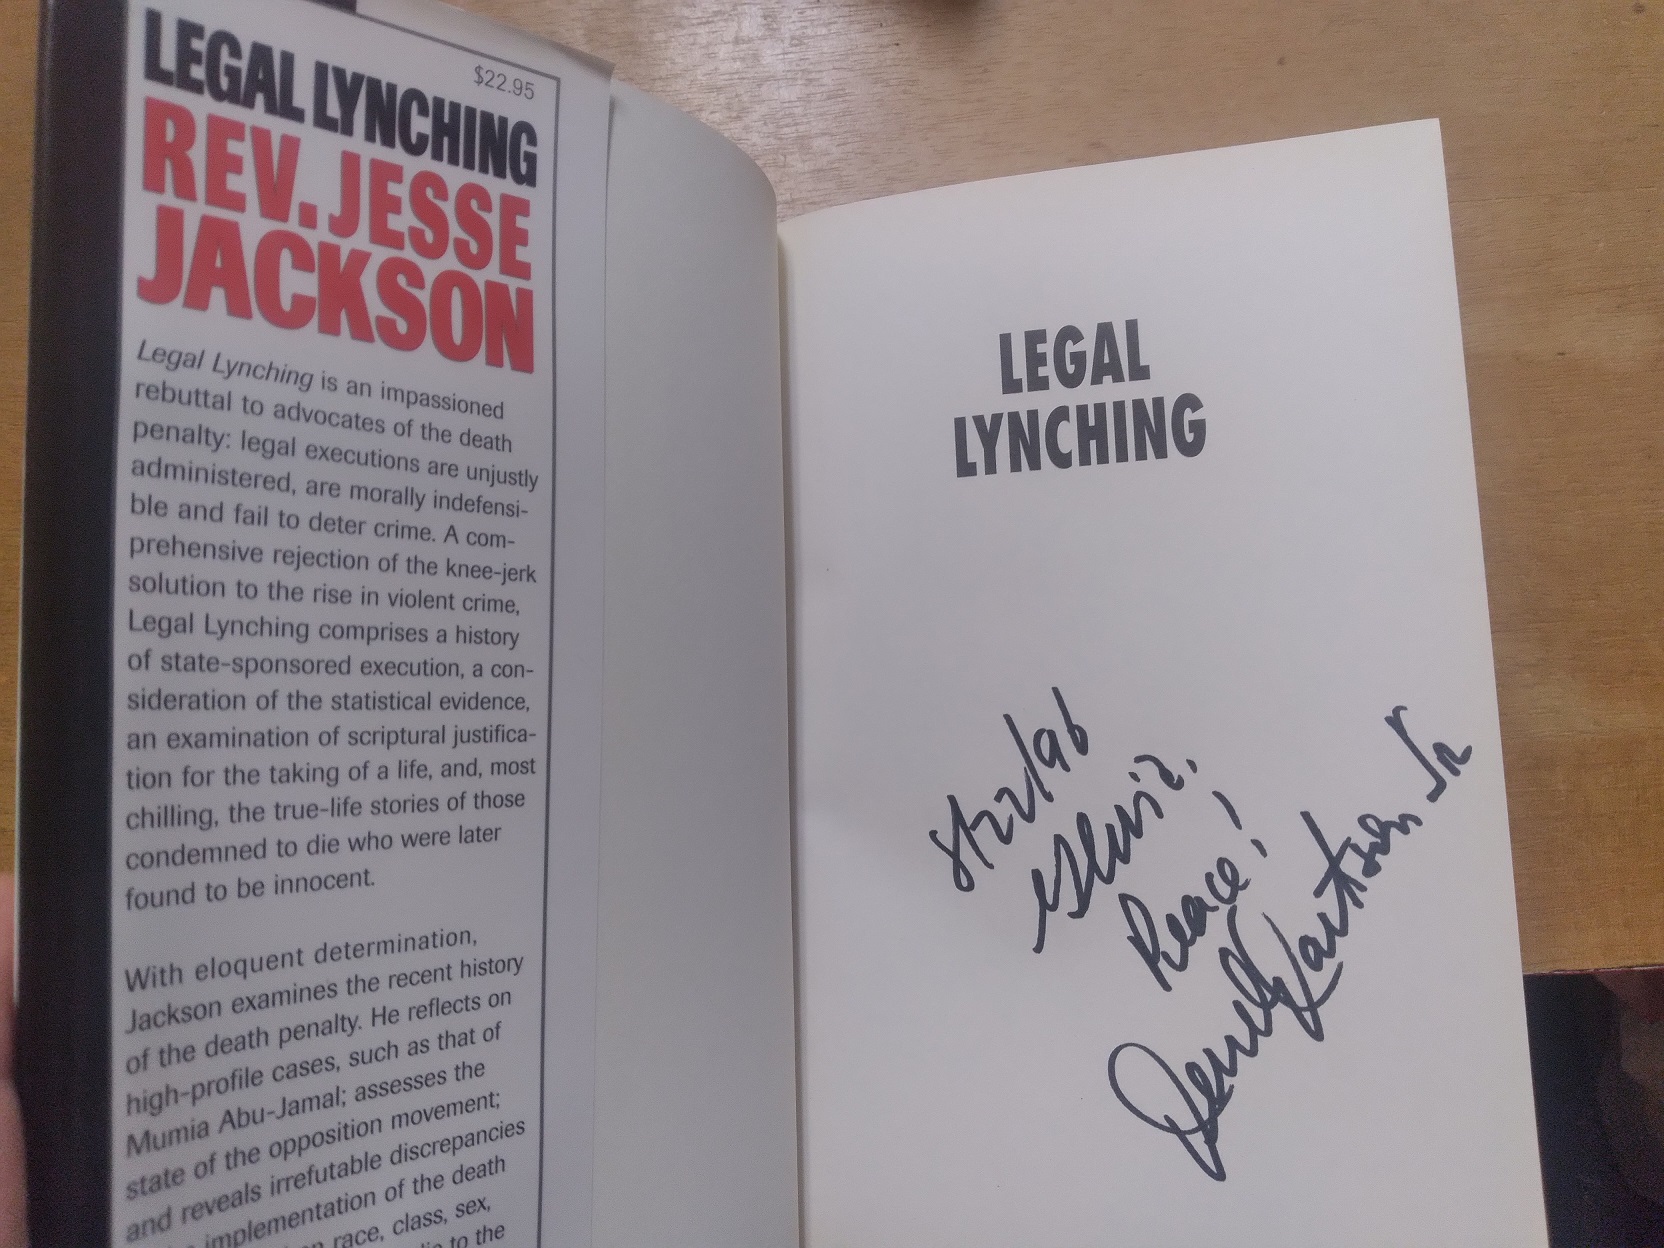 LEGAL LYNCHING
$22.95
REV. JESSE
JACKSON
Legal Lynching is an impassioned
rebuttal to advocates of the death
penalty: legal executions are unjustly
administered, are morally indefensi-
ble and fail to deter crime. A com-
prehensive rejection of the knee-jerk
solution to the rise in violent crime,
Legal Lynching comprises a history
of state-sponsored execution, a con-
sideration of the statistical evidence,
an examination of scriptural justifica-
tion for the taking of a life, and, most
chilling, the true-life stories of those
condemned to die who were later
found to be innocent.
With eloquent determination,
Jackson examines the recent history
of the death penalty. He reflects on
high-profile cases, such as that of
Mumia Abu-Jamal; assesses the
state of the opposition movement;
and reveals irrefutable discrepancies
implementation of the death
race, class, sex,
to the
LEGAL
LYNCHING
Peace!
Jr